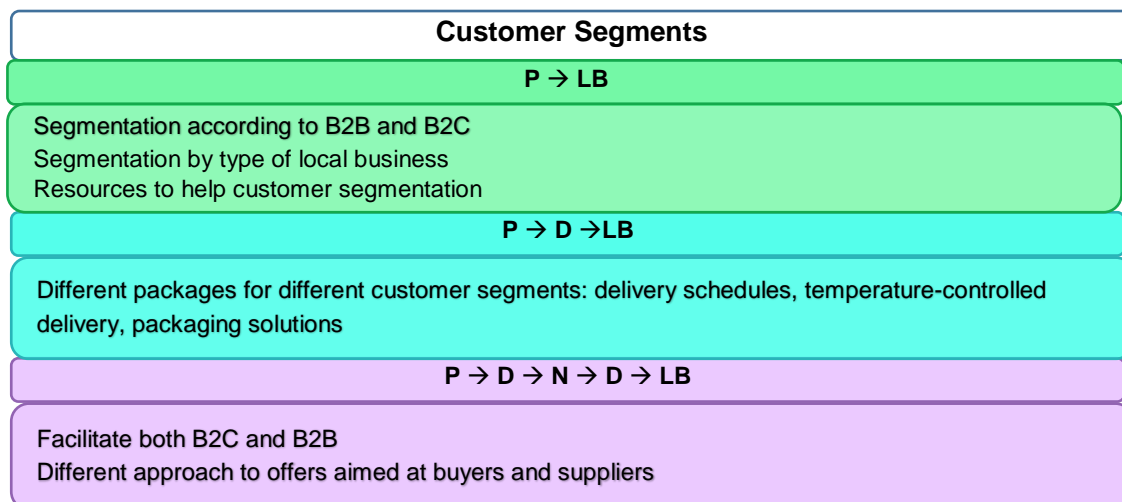 Customer Segments
P → LB
Segmentation according to B2B and B2C
Segmentation by type of local business
Resources to help customer segmentation
P → D →LB
Different packages for different customer segments: delivery schedules, temperature-controlled
delivery, packaging solutions
P → D → N → D → LB
Facilitate both B2C and B2B
Different approach to offers aimed at buyers and suppliers